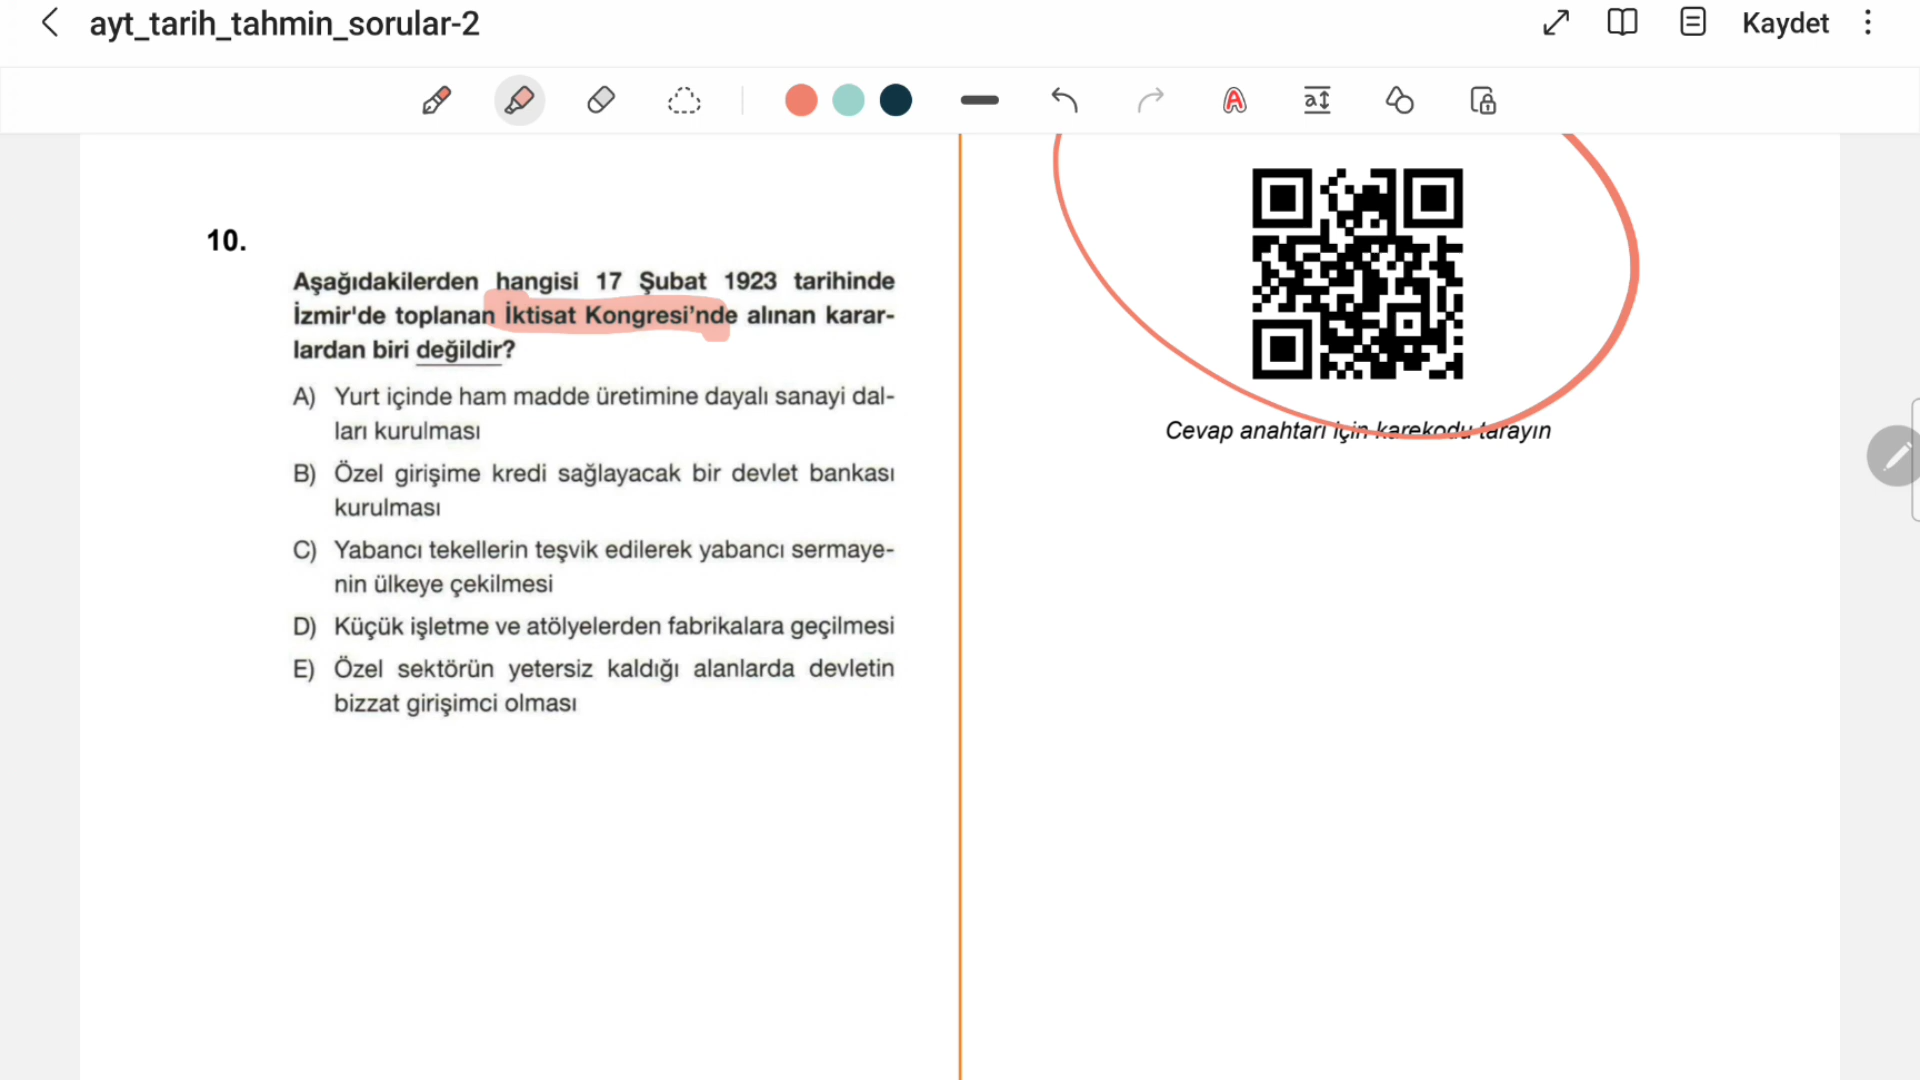 ayt_tarih_tahmin_sorular-2
Kaydet
10.
Aşağıdakilerden hangisi 17 Şubat 1923 tarihinde
İzmir'de toplanan İktisat Kongresi’nde alınan karar-
lardan biri değildir?
A) Yurt içinde ham madde üretimine dayalı sanayi dal-
ları kurulması
B) Özel girişime kredi sağlayacak bir devlet bankası
kurulması
C) Yabancı tekellerin teşvik edilerek yabancı sermaye-
nin ülkeye çekilmesi
D) Küçük işletme ve atölyelerden fabrikalara geçilmesi
E) Özel sektörün yetersiz kaldığı alanlarda devletin
bizzat girişimci olması
Cevap anahtarı için karekodu tarayın